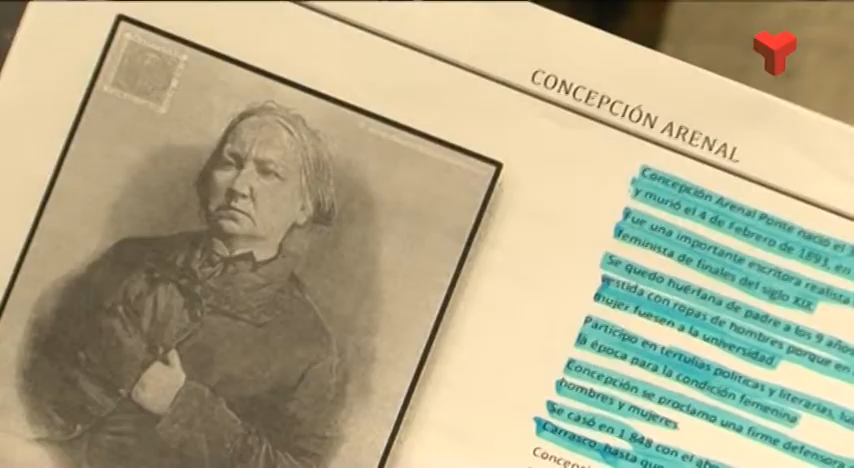 CONCEPCIÓN ARENAL
Concepción Arenal Ponte nació el
y murió el 4 de febrero de 1893, en
Fue una importante escritora realista
feminista de finales del siglo XIX
Se quedo huérfana de padre a los 9 años
vestida con ropas de hombres porque en
mujer fuesen a la universidad
Participo en tertulias políticas y literarias,
la época para la condición femenina
Concepción se proclamo una firme defensora
hombres y mujeres
Se casó en 1.848 con el
Carrasco, hasta que